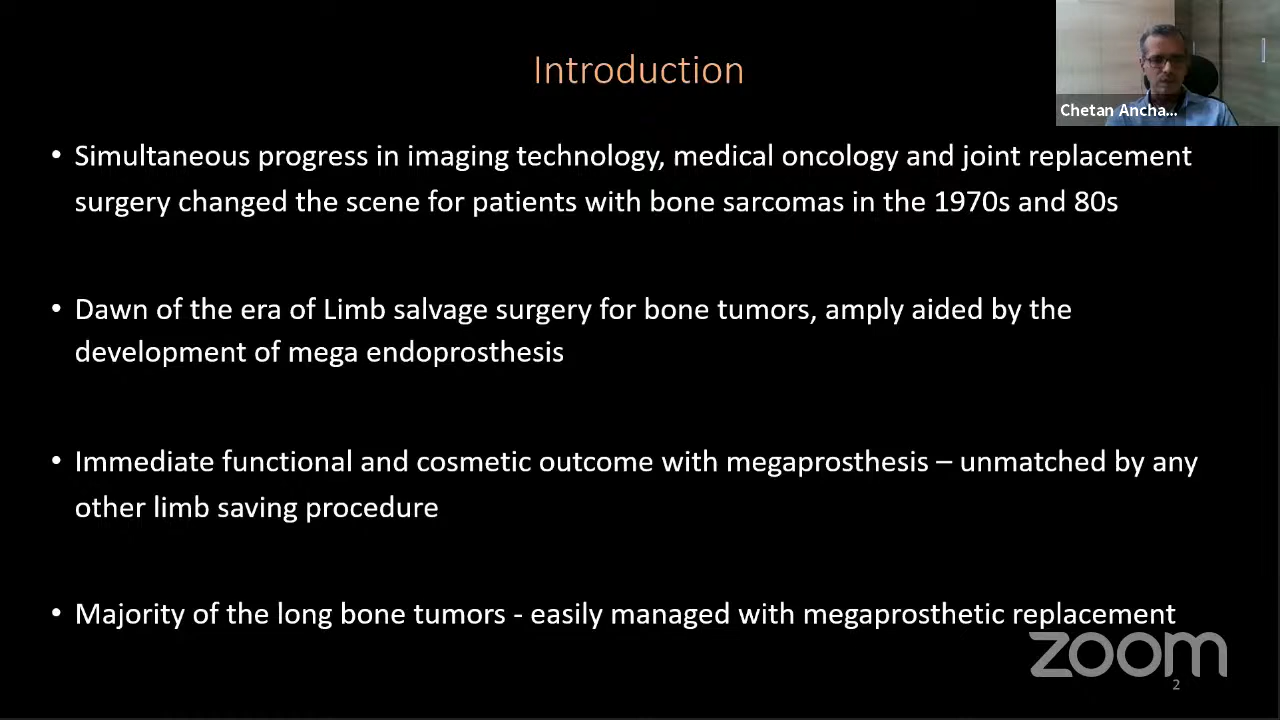 Introduction
Chetan Ancha...
• Simultaneous progress in imaging technology, medical oncology and joint replacement
surgery changed the scene for patients with bone sarcomas in the 1970s and 80s
• Dawn of the era of Limb salvage surgery for bone tumors, amply aided by the
development of mega endoprosthesis
• Immediate functional and cosmetic outcome with megaprosthesis – unmatched by any
other limb saving procedure
• Majority of the long bone tumors - easily managed with megaprosthetic replacement
zoom
2